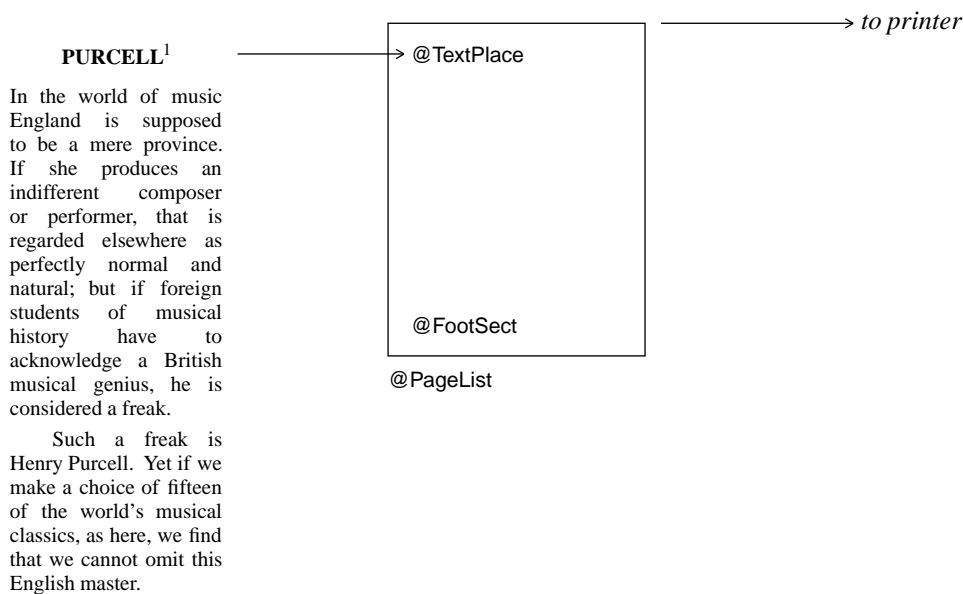 to printer
PURCELL1
@TextPlace
In the world of music
England is supposed
to be a mere province.
If she produces an
indifferent composer
or performer, that is
regarded elsewhere as
perfectly normal and
natural; but if foreign
students of musical
history have to
acknowledge a British
musical genius, he is
considered a freak.
Such a freak is
Henry Purcell. Yet if we
make a choice of fifteen
of the world's musical
classics, as here, we find
that we cannot omit this
English master.
@FootSect
@PageList